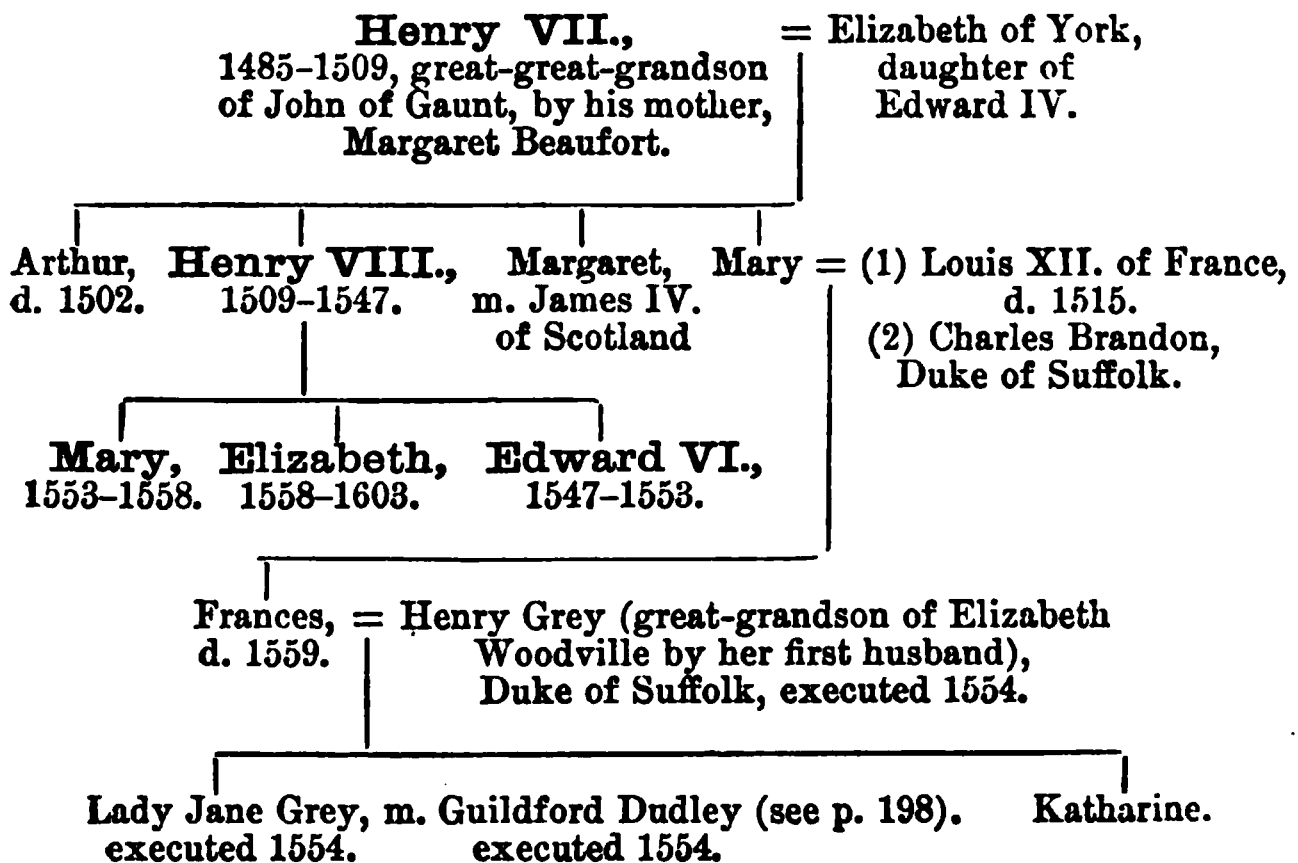 Henry VII., = Elizabeth of York,
1485-1509, great-great-grandson daughter of
of John of Gaunt, by his mother, Edward IV.
Margaret Beaufort.
Arthur, Henry VIII., Margaret, Mary = (1) Louis XII. of France,
d. 1502. 1509-1547. m. James IV. d. 1515.
of Scotland (2) Charles Brandon,
Duke of Suffolk.
Mary, Elizabeth, Edward VI.,
1553-1558. 1558-1603. 1547-1553.
Frances, = Henry Grey (great-grandson of Elizabeth
d. 1559. Woodville by her first husband),
Duke of Suffolk, executed 1554.
Lady Jane Grey, m. Guildford Dudley (see p. 198). Katharine.
executed 1554. executed 1554.